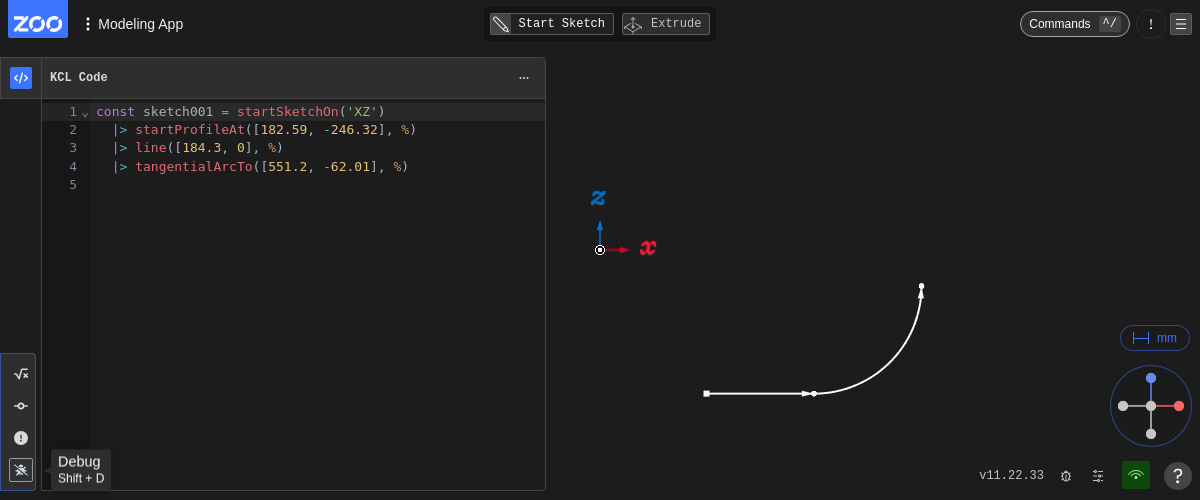 ZOO
Modeling App
Start Sketch
Extrude
Commands ^/
!
KCL Code
...
1 const sketch001 = startSketchOn('XZ')
2 |> startProfileAt([182.59, -246.32], %)
3 |> line([184.3, 0], %)
4 |> tangentialArcTo([551.2, -62.01], %)
5
z
x
mm
Debug
Shift + D
v11.22.33
?